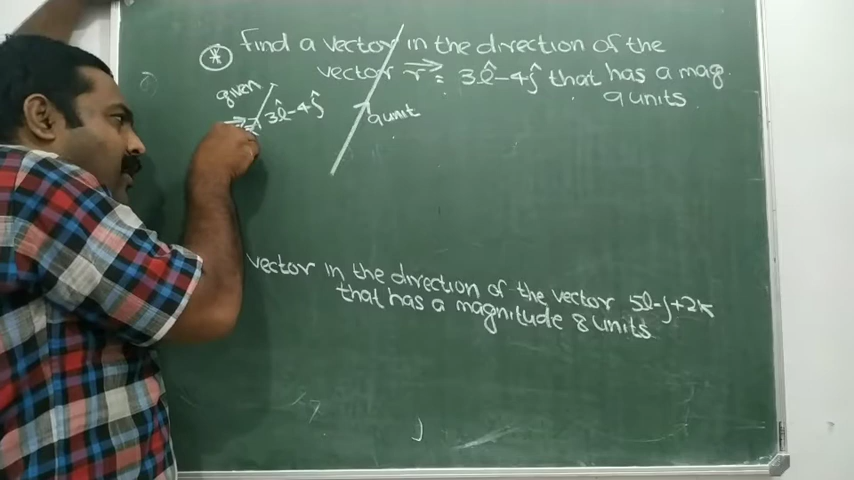 * Find a vector in the direction of the
vector r = 3î-4ĵ that has a mag
9 units
given
3î-4ĵ
9 unit
vector in the direction of the vector 5î-j+2k
that has a magnitude 8 units